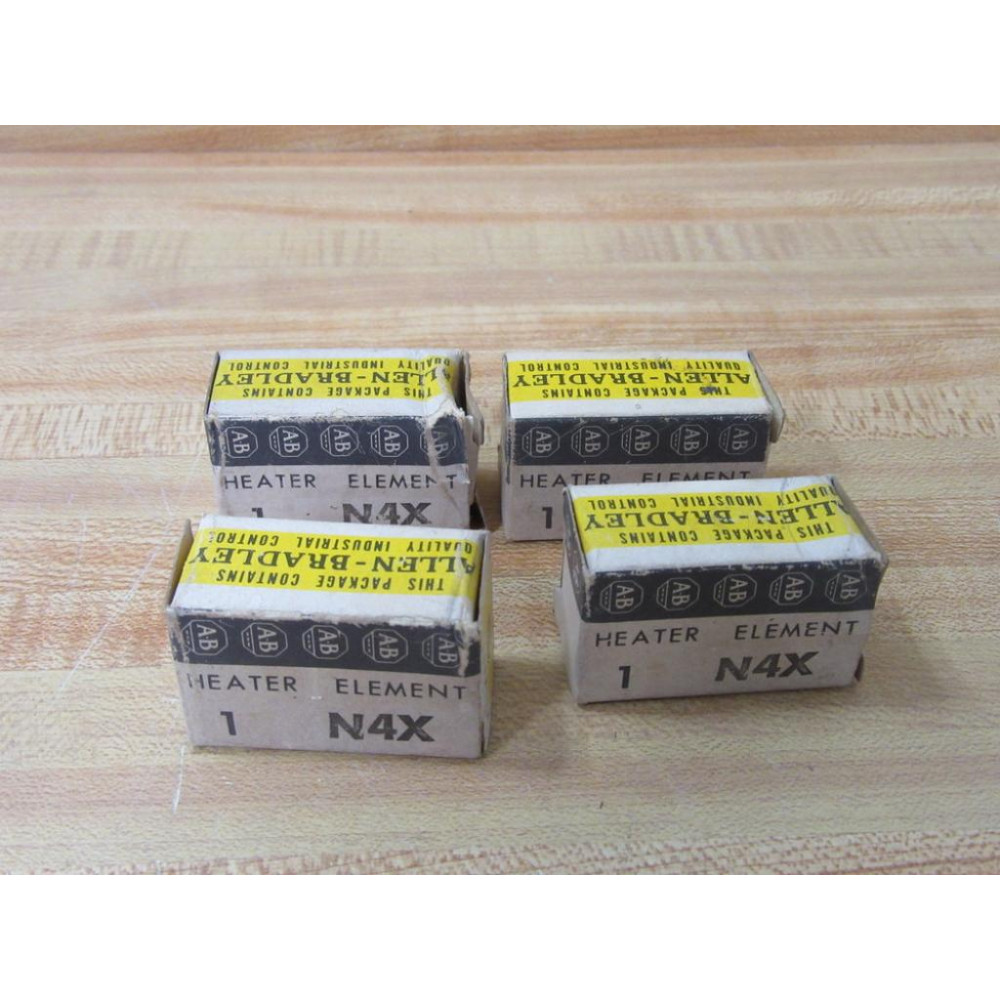 THIS PACKAGE CONTAINS
ALLEN-BRADLEY
QUALITY INDUSTRIAL CONTROL
AB AB AB AB AB
HEATER ELEMENT
1 N4X
THIS PACKAGE CONTAINS
ALLEN-BRADLEY
QUALITY INDUSTRIAL CONTROL
AB AB AB AB AB
HEATER ELEMENT
1
THIS PACKAGE CONTAINS
ALLEN-BRADLEY
QUALITY INDUSTRIAL CONTROL
AB AB AB AB AB
HEATER ELEMENT
1 N4X
THIS PACKAGE CONTAINS
ALLEN-BRADLEY
QUALITY INDUSTRIAL CONTROL
AB AB AB AB AB
HEATER ELEMENT
1 N4X